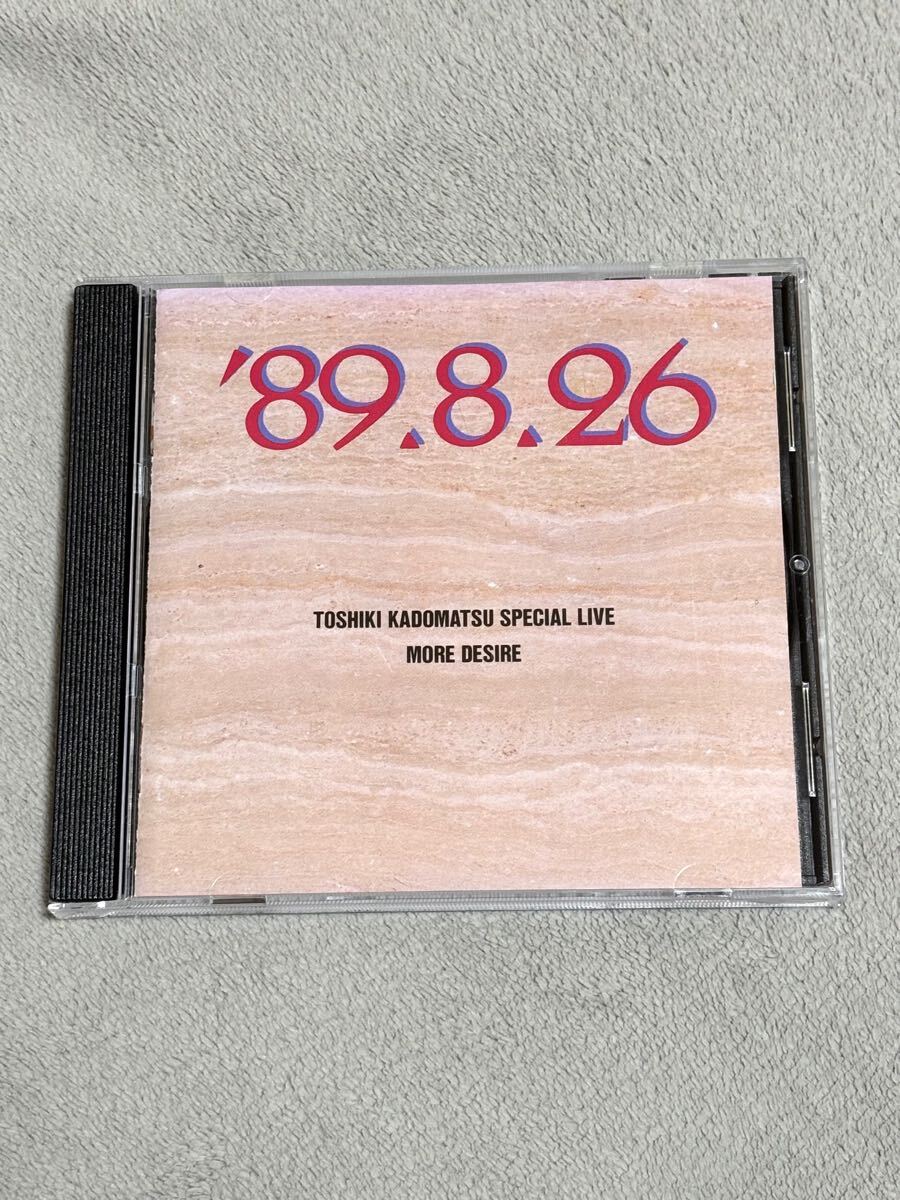 '89.8.26
TOSHIKI KADOMATSU SPECIAL LIVE
MORE DESIRE